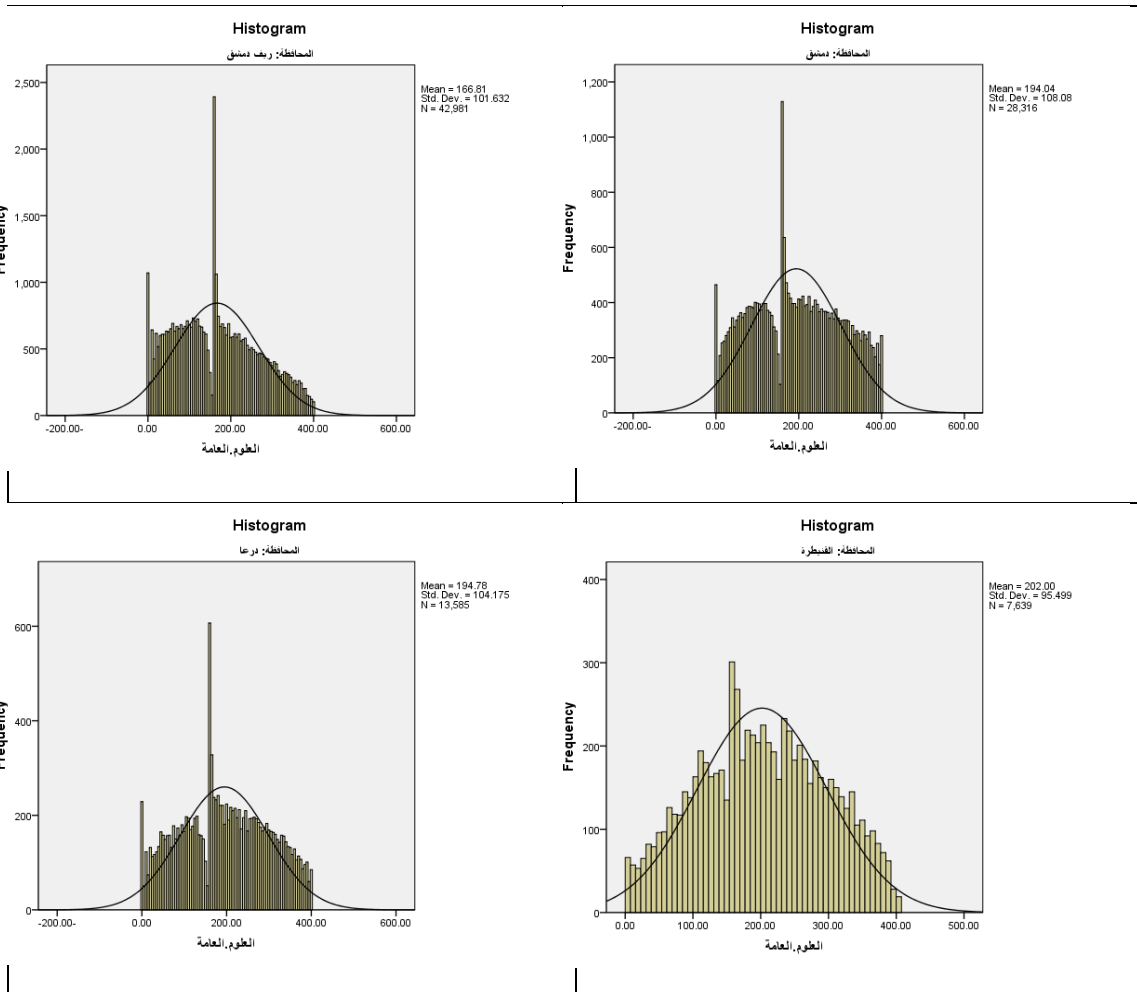 Histogram
المحافظة: ريف دمشق
Mean = 166.81
Std. Dev. = 101.632
N = 42,981
2,500
2,000
1,500
1,000
500
0
Frequency
-200.00-
0.00
200.00
400.00
600.00
العلوم.العامة
Histogram
المحافظة: دمشق
Mean = 194.04
Std. Dev. = 108.08
N = 28,316
1,200
1,000
800
600
400
200
0
Frequency
-200.00-
0.00
200.00
400.00
600.00
العلوم.العامة
Histogram
المحافظة: درعا
Mean = 194.78
Std. Dev. = 104.175
N = 13,585
600
400
200
0
Frequency
-200.00-
0.00
200.00
400.00
600.00
العلوم.العامة
Histogram
المحافظة: القنيطرة
Mean = 202.00
Std. Dev. = 95.499
N = 7,639
400
300
200
100
0
Frequency
0.00
100.00
200.00
300.00
400.00
500.00
العلوم.العامة